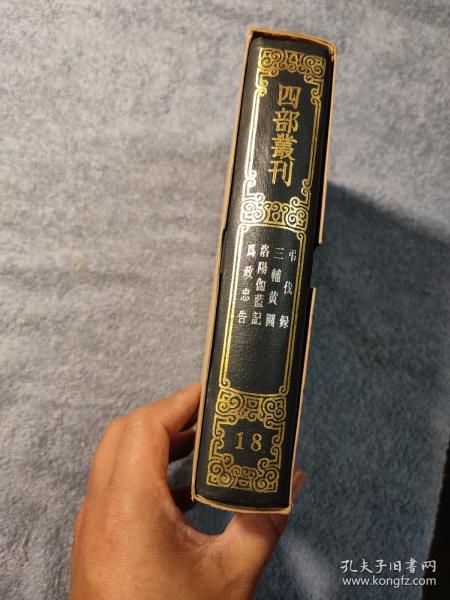 四部叢刊
弔伐錄
三輔黃圖
洛陽伽藍記
爲政忠告
18
孔夫子旧书网
www.kongfz.com